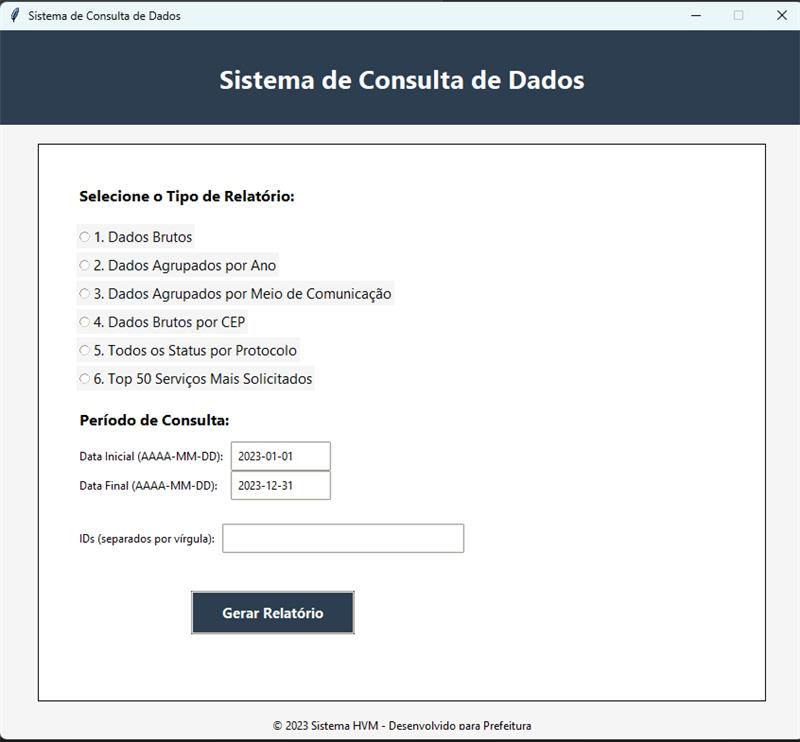 Sistema de Consulta de Dados
Sistema de Consulta de Dados
Selecione o Tipo de Relatório:
1. Dados Brutos
2. Dados Agrupados por Ano
3. Dados Agrupados por Meio de Comunicação
4. Dados Brutos por CEP
5. Todos os Status por Protocolo
6. Top 50 Serviços Mais Solicitados
Período de Consulta:
Data Inicial (AAAA-MM-DD): 2023-01-01
Data Final (AAAA-MM-DD): 2023-12-31
IDs (separados por vírgula):
Gerar Relatório
© 2023 Sistema HVM - Desenvolvido para Prefeitura